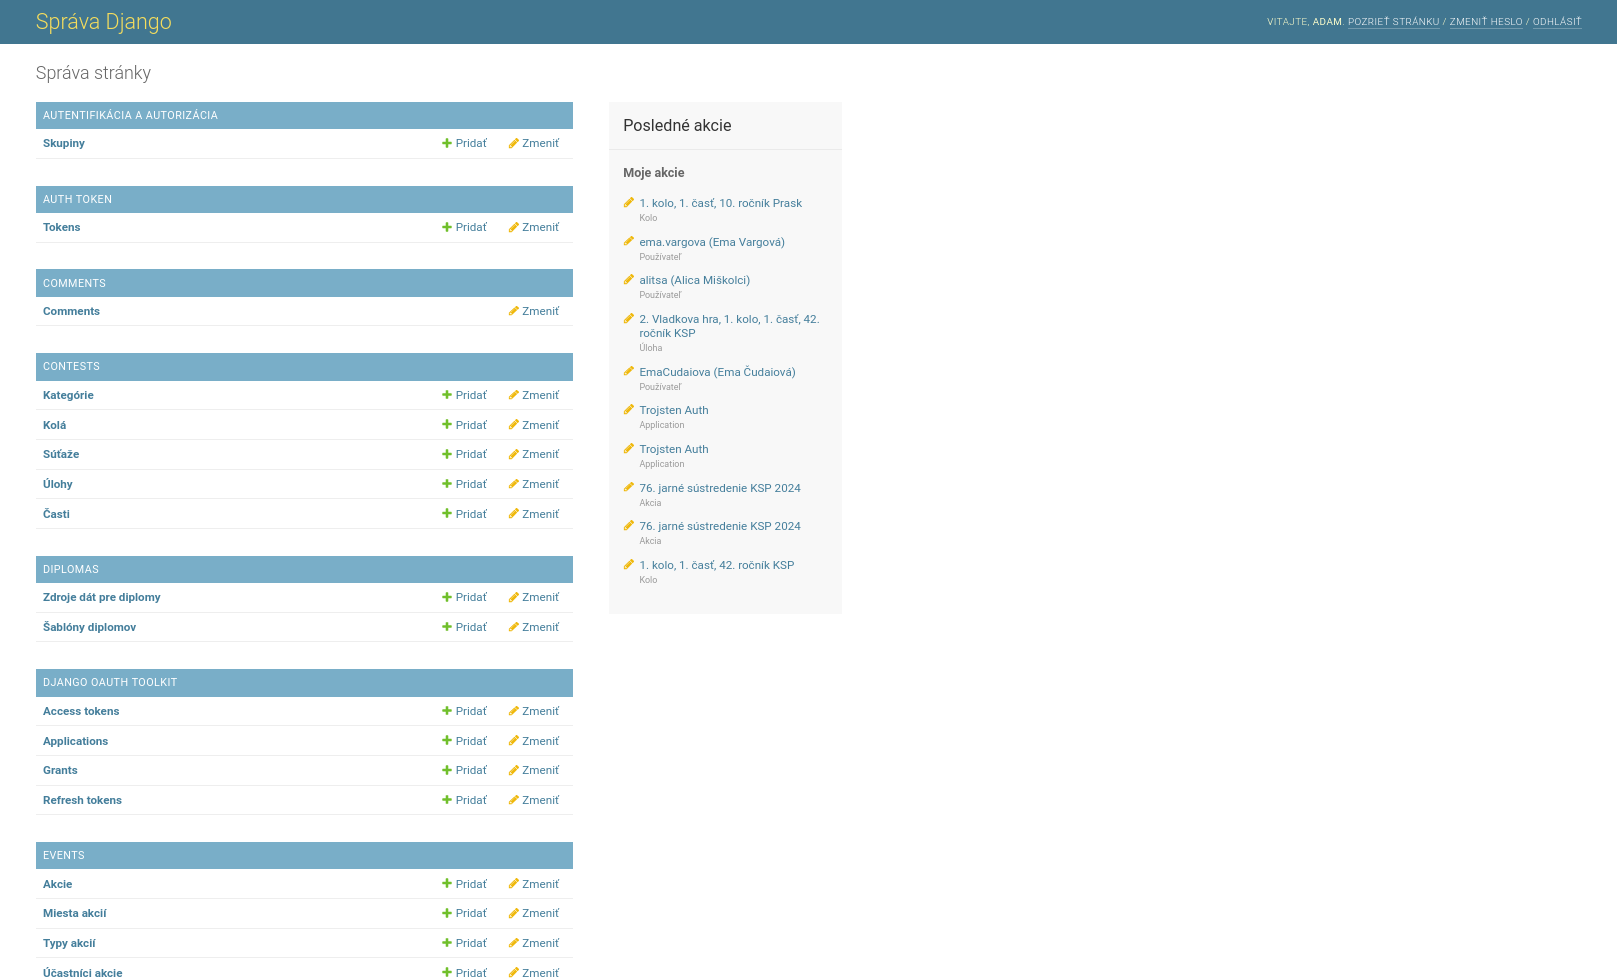 Správa Django
VITAJTE, ADAM. POZRIEŤ STRÁNKU / ZMENIŤ HESLO / ODHLÁSIŤ
Správa stránky
AUTENTIFIKÁCIA A AUTORIZÁCIA
Skupiny Pridať Zmeniť
AUTH TOKEN
Tokens Pridať Zmeniť
COMMENTS
Comments Zmeniť
CONTESTS
Kategórie Pridať Zmeniť
Kolá Pridať Zmeniť
Súťaže Pridať Zmeniť
Úlohy Pridať Zmeniť
Časti Pridať Zmeniť
DIPLOMAS
Zdroje dát pre diplomy Pridať Zmeniť
Šablóny diplomov Pridať Zmeniť
DJANGO OAUTH TOOLKIT
Access tokens Pridať Zmeniť
Applications Pridať Zmeniť
Grants Pridať Zmeniť
Refresh tokens Pridať Zmeniť
EVENTS
Akcie Pridať Zmeniť
Miesta akcií Pridať Zmeniť
Typy akcií Pridať Zmeniť
Účastníci akcie Pridať Zmeniť
Posledné akcie
Moje akcie
1. kolo, 1. časť, 10. ročník Prask
Kolo
ema.vargova (Ema Vargová)
Používateľ
alitsa (Alica Miškolci)
Používateľ
2. Vladkova hra, 1. kolo, 1. časť, 42.
ročník KSP
Úloha
EmaCudaiova (Ema Čudaiová)
Používateľ
Trojsten Auth
Application
Trojsten Auth
Application
76. jarné sústredenie KSP 2024
Akcia
76. jarné sústredenie KSP 2024
Akcia
1. kolo, 1. časť, 42. ročník KSP
Kolo